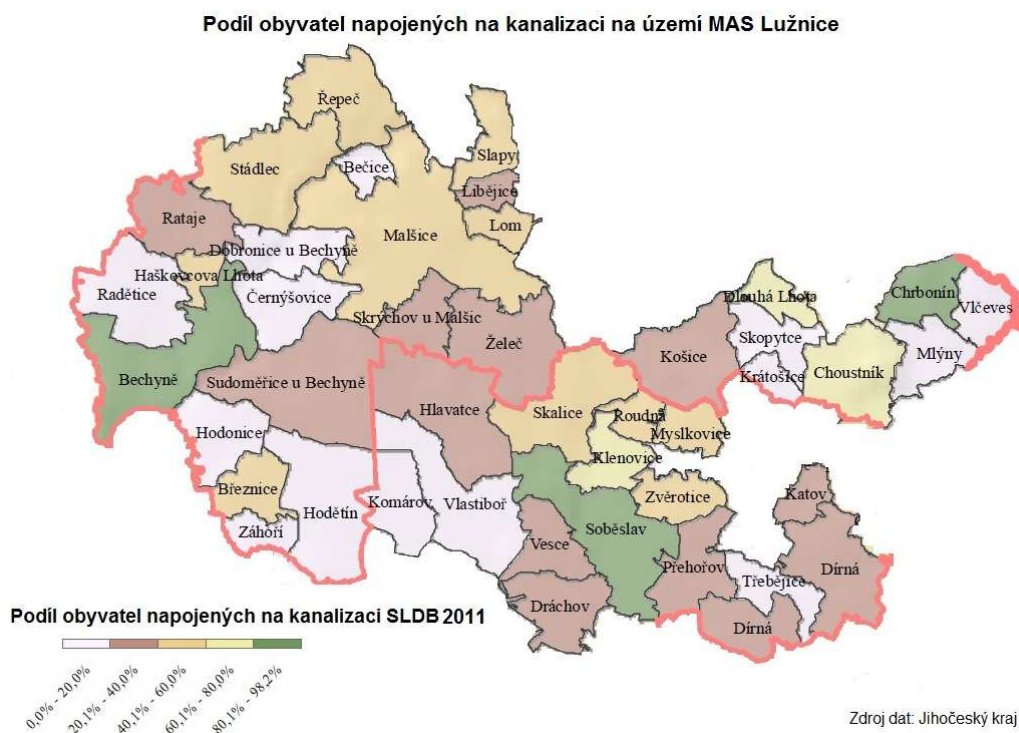 Podíl obyvatel napojených na kanalizaci na území MAS Lužnice
Řepeč
Slapy
Stádlec
Bečice
Libějice
Rataje
Lom
Malšice
Dobronice u Bechyně
Haškovcova Lhota
Radětice
Černýšovice
Dlouhá Lhota
Chrbonín
Vlčeves
Skrýchov u Malšic
Skopytce
Želeč
Košice
Mlýny
Choustník
Krátošice
Bechyně
Sudoměřice u Bechyně
Hlavatce
Skalice
Roudná
Myslkovice
Hodonice
Klenovice
Březnice
Zvěrotice
Katov
Komárov
Vlastiboř
Hodětín
Záhoří
Soběslav
Vesce
Přehořov
Třebějice
Dírná
Dráchov
Dírná
Podíl obyvatel napojených na kanalizaci SLDB 2011
0,0% - 20,0%
20,1% - 40,0%
40,1% - 60,0%
60,1% - 80,0%
80,1% - 98,2%
Zdroj dat: Jihočeský kraj